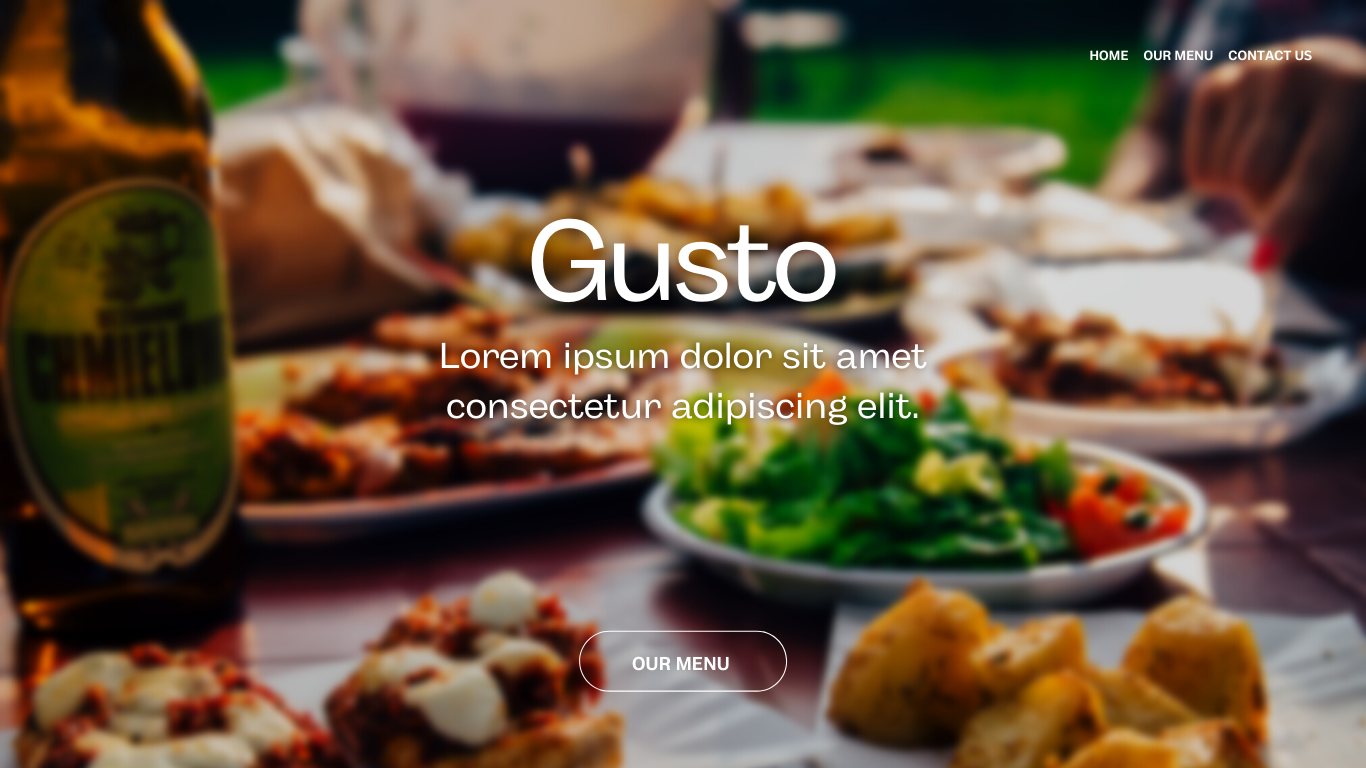 HOME OUR MENU CONTACT US
Gusto
Lorem ipsum dolor sit amet
consectetur adipiscing elit.
OUR MENU